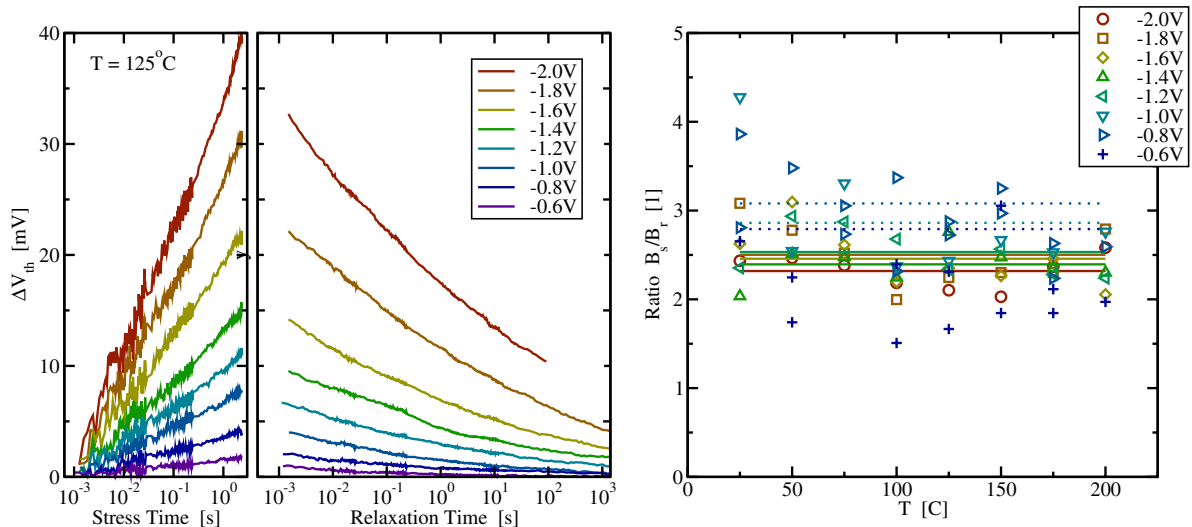 T = 125°C
ΔV_th [mV]
40
30
20
10
0
10^-3 10^-2 10^-1 10^0
Stress Time [s]
-2.0V
-1.8V
-1.6V
-1.4V
-1.2V
-1.0V
-0.8V
-0.6V
10^-3 10^-2 10^-1 10^0 10^1 10^2 10^3
Relaxation Time [s]
Ratio B_s/B_r [1]
5
4
3
2
1
0
0 50 100 150 200
T [C]
-2.0V
-1.8V
-1.6V
-1.4V
-1.2V
-1.0V
-0.8V
-0.6V